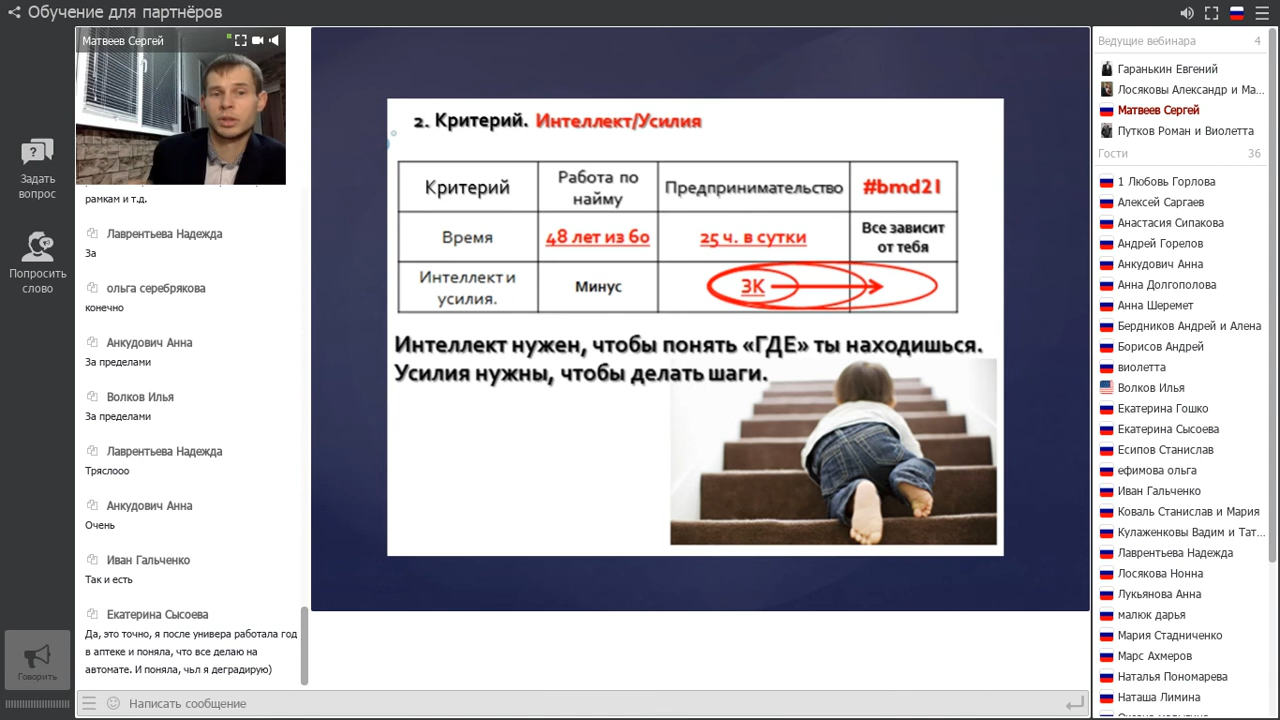 Обучение для партнёров
Матвеев Сергей
Задать
вопрос
Попросить
слово
Говорить
рамкам и т.д.
Лаврентьева Надежда
За
ольга серебрякова
конечно
Анкудович Анна
За пределами
Волков Илья
За пределами
Лаврентьева Надежда
Тряслооо
Анкудович Анна
Очень
Иван Гальченко
Так и есть
Екатерина Сысоева
Да, это точно, я после универа работала год
в аптеке и поняла, что все делаю на
автомате. И поняла, чьл я деградирую)
Написать сообщение
2. Критерий. Интеллект/Усилия
Критерий
Работа по
найму
Предпринимательство
#bmd21
Время
48 лет из 60
25 ч. в сутки
Все зависит
от тебя
Интеллект и
усилия.
Минус
ЗК
Интеллект нужен, чтобы понять «ГДЕ» ты находишься.
Усилия нужны, чтобы делать шаги.
Ведущие вебинара 4
Гаранькин Евгений
Лосяковы Александр и Ма...
Матвеев Сергей
Путков Роман и Виолетта
Гости 36
1 Любовь Горлова
Алексей Саргаев
Анастасия Сипакова
Андрей Горелов
Анкудович Анна
Анна Долгополова
Анна Шеремет
Бердников Андрей и Алена
Борисов Андрей
виолетта
Волков Илья
Екатерина Гошко
Екатерина Сысоева
Есипов Станислав
ефимова ольга
Иван Гальченко
Коваль Станислав и Мария
Кулаженковы Вадим и Тат...
Лаврентьева Надежда
Лосякова Нонна
Лукьянова Анна
малюк дарья
Мария Стадниченко
Марс Ахмеров
Наталья Пономарева
Наташа Лимина